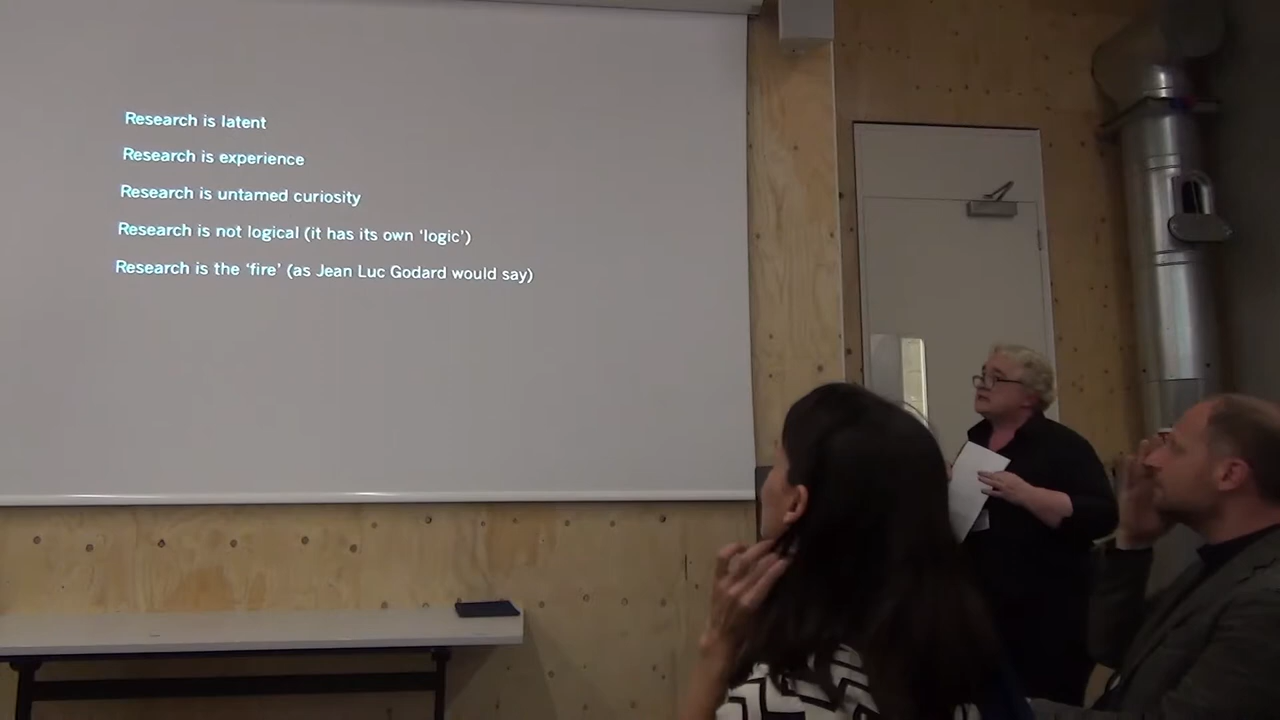 Research is latent
Research is experience
Research is untamed curiosity
Research is not logical (it has its own ‘logic’)
Research is the ‘fire’ (as Jean Luc Godard would say)